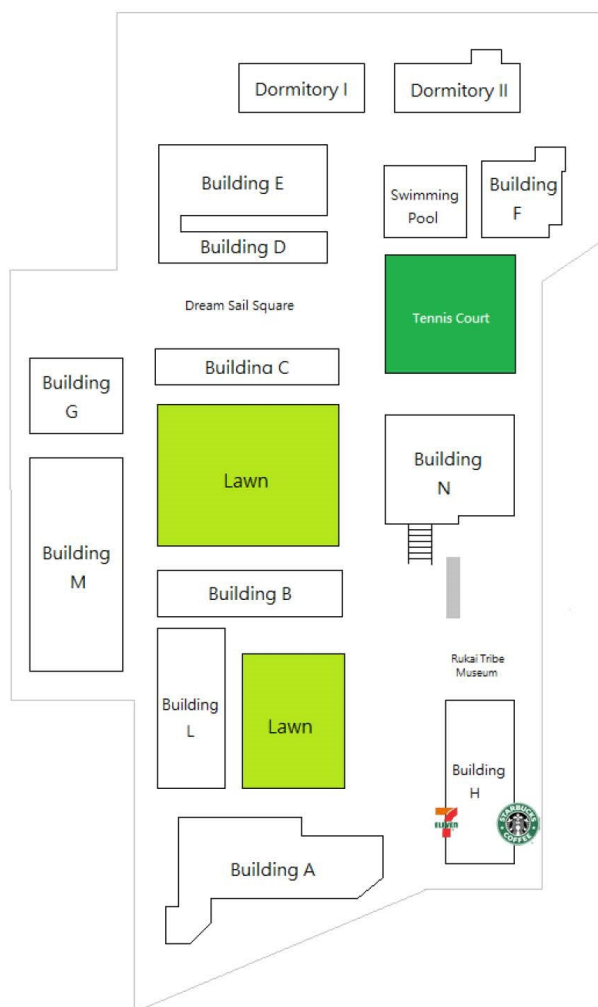 Dormitory I
Dormitory II
Building E
Swimming
Pool
Building
F
Building D
Dream Sail Square
Tennis Court
Building C
Building
G
Lawn
Building
N
Building
M
Building B
Rukai Tribe
Museum
Building
L
Lawn
Building
H
7
ELEVEN
STARBUCKS
COFFEE
Building A